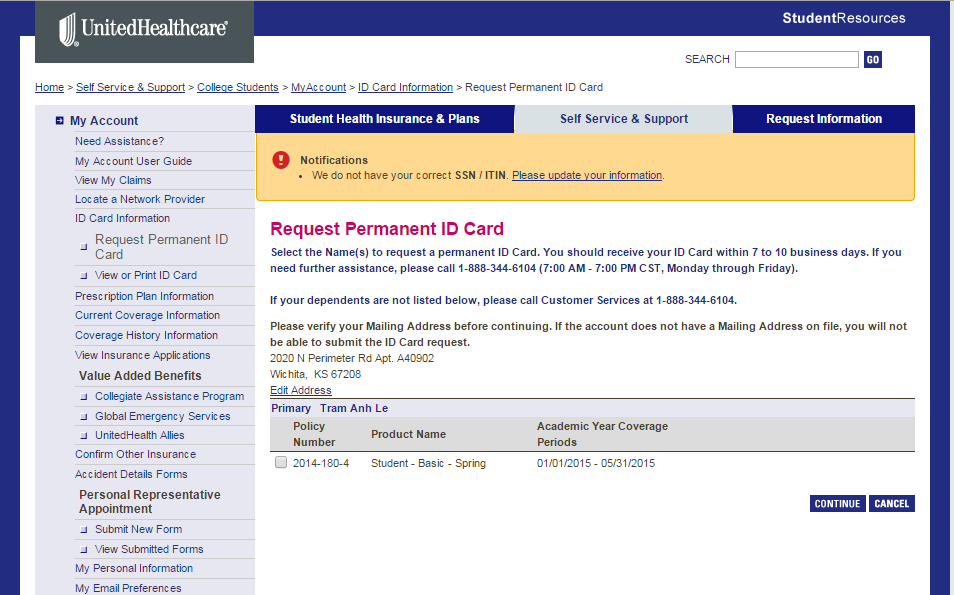 UnitedHealthcare®
StudentResources
SEARCH GO
Home > Self Service & Support > College Students > MyAccount > ID Card Information > Request Permanent ID Card
My Account
Need Assistance?
My Account User Guide
View My Claims
Locate a Network Provider
ID Card Information
Request Permanent ID
Card
View or Print ID Card
Prescription Plan Information
Current Coverage Information
Coverage History Information
View Insurance Applications
Value Added Benefits
Collegiate Assistance Program
Global Emergency Services
UnitedHealth Allies
Confirm Other Insurance
Accident Details Forms
Personal Representative
Appointment
Submit New Form
View Submitted Forms
My Personal Information
My Email Preferences
Student Health Insurance & Plans Self Service & Support Request Information
Notifications
• We do not have your correct SSN / ITIN. Please update your information.
Request Permanent ID Card
Select the Name(s) to request a permanent ID Card. You should receive your ID Card within 7 to 10 business days. If you
need further assistance, please call 1-888-344-6104 (7:00 AM - 7:00 PM CST, Monday through Friday).
If your dependents are not listed below, please call Customer Services at 1-888-344-6104.
Please verify your Mailing Address before continuing. If the account does not have a Mailing Address on file, you will not
be able to submit the ID Card request.
2020 N Perimeter Rd Apt. A40902
Wichita, KS 67208
Edit Address
Primary Tram Anh Le
Policy
Number
Product Name
Academic Year Coverage
Periods
2014-180-4 Student - Basic - Spring 01/01/2015 - 05/31/2015
CONTINUE CANCEL